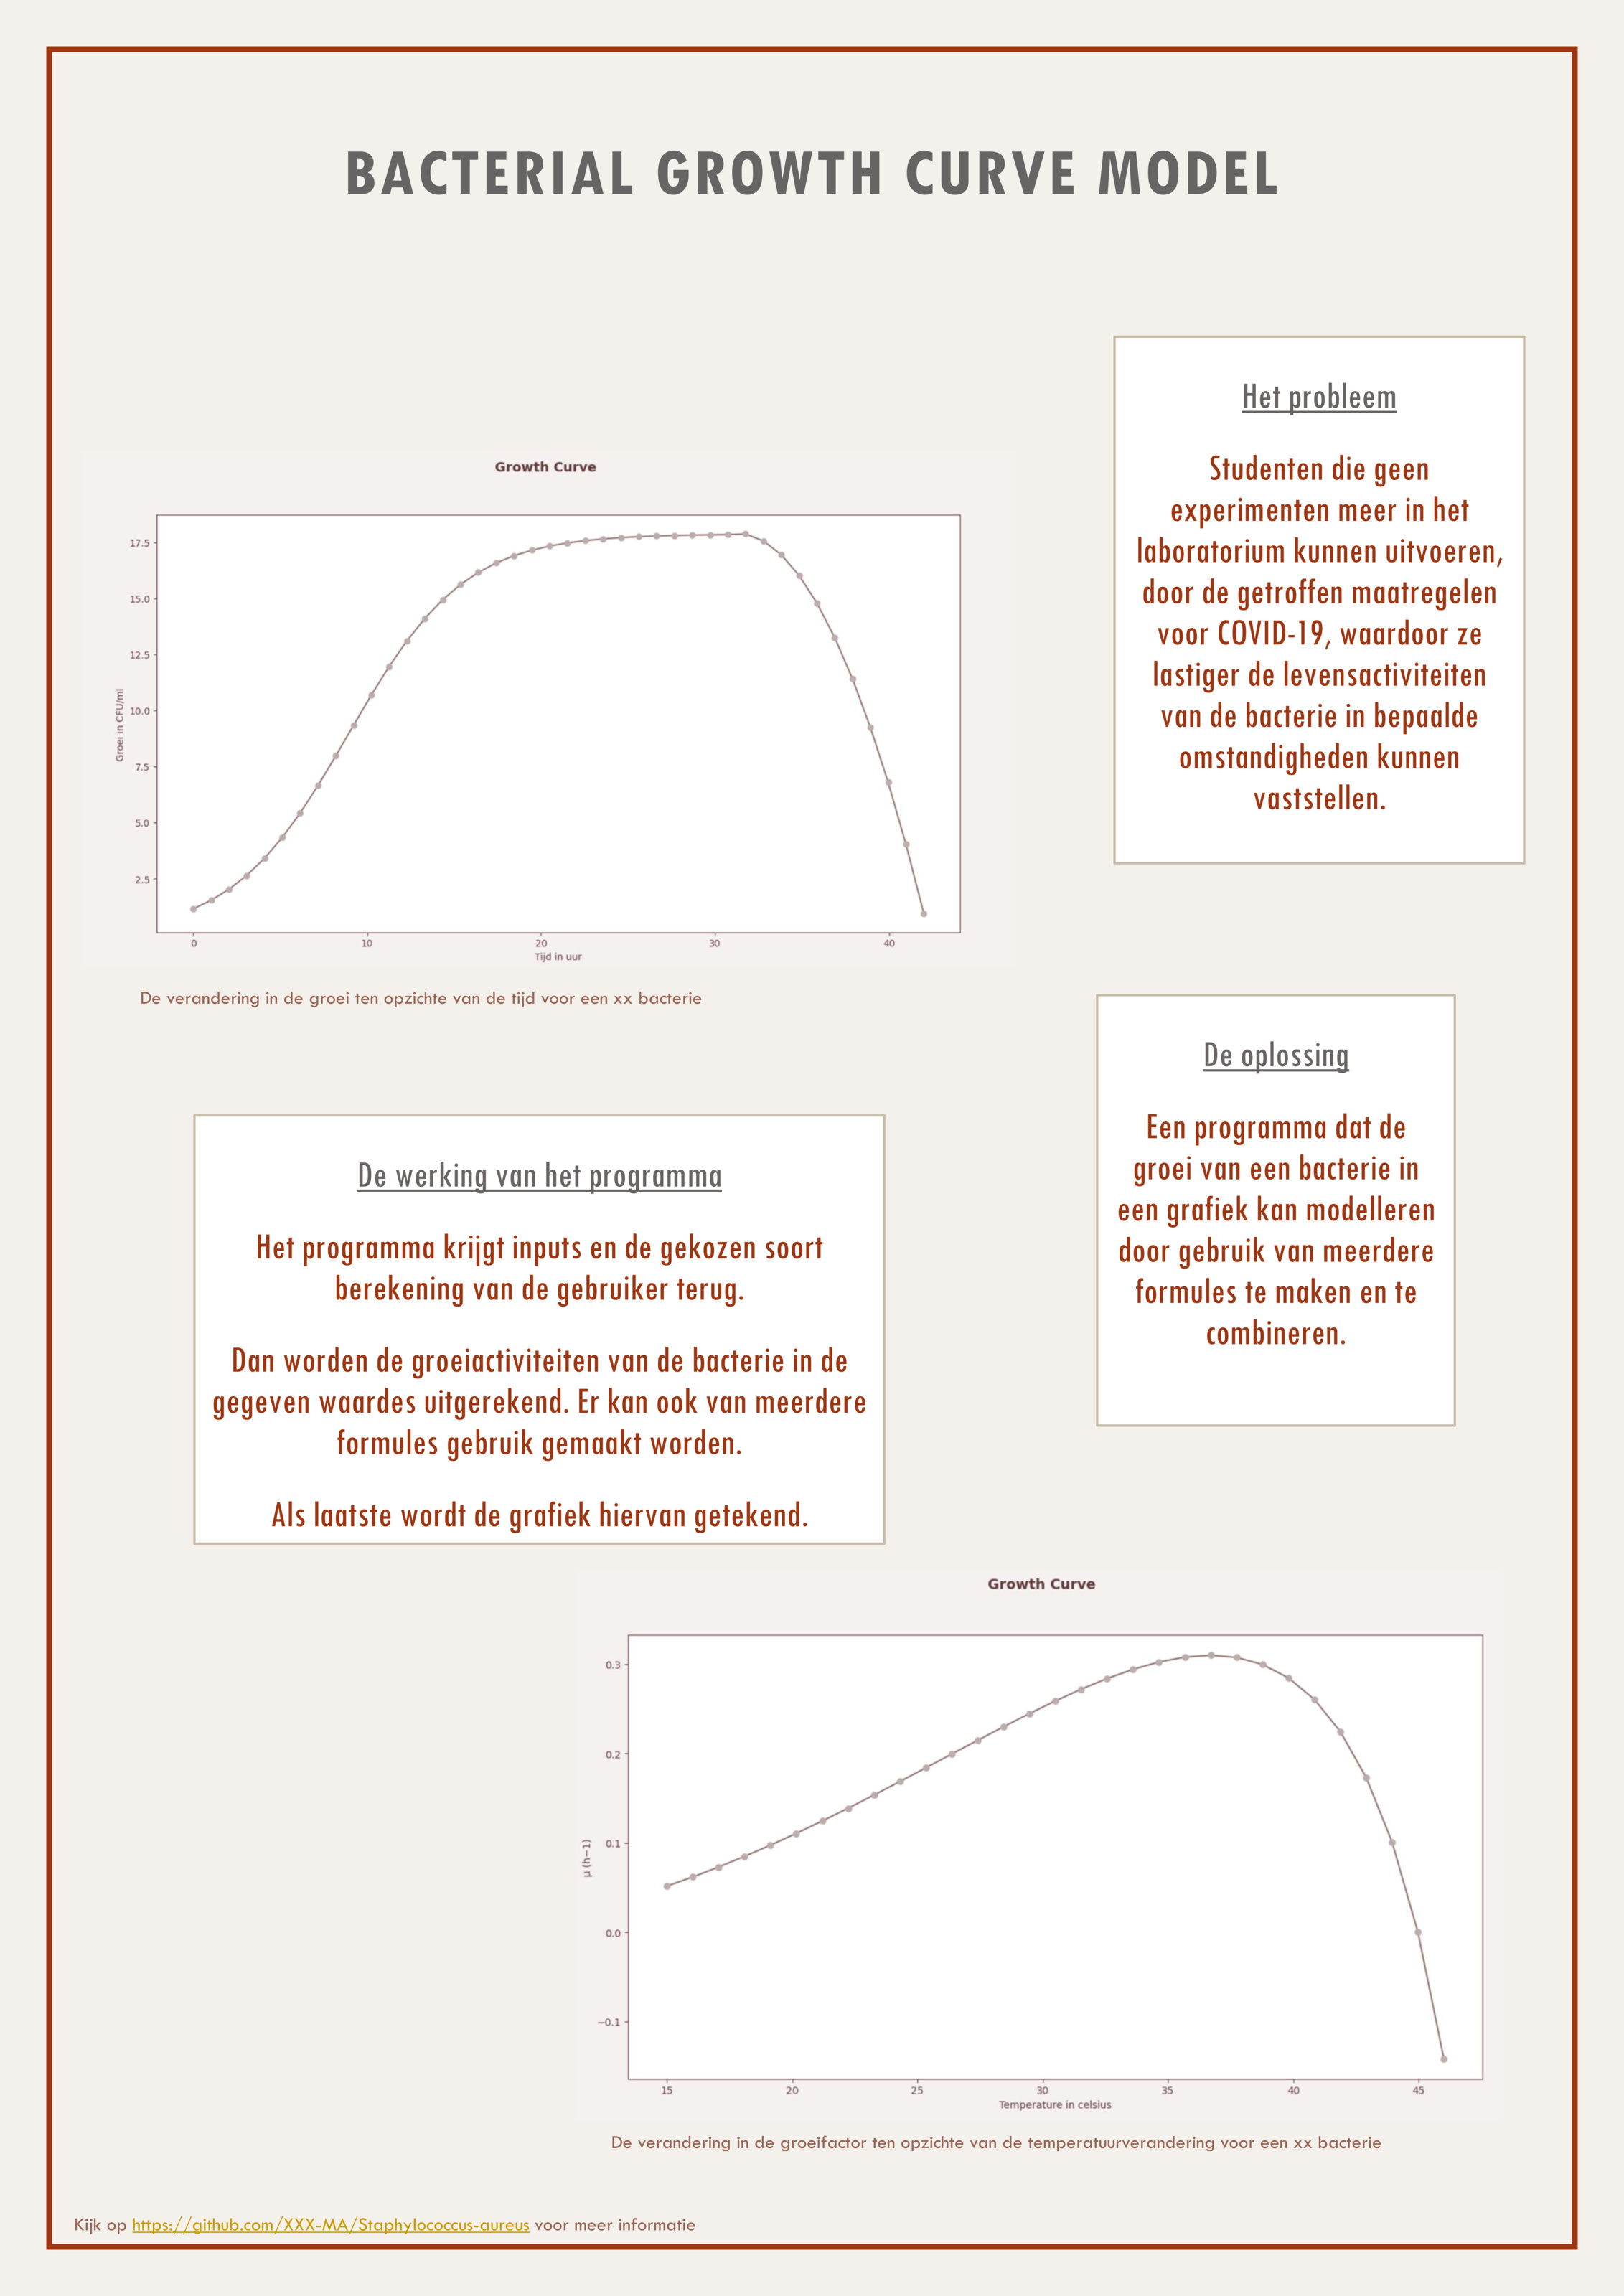 BACTERIAL GROWTH CURVE MODEL
Het probleem
Studenten die geen
experimenten meer in het
laboratorium kunnen uitvoeren,
door de getroffen maatregelen
voor COVID-19, waardoor ze
lastiger de levensactiviteiten
van de bacterie in bepaalde
omstandigheden kunnen
vaststellen.
Growth Curve
17.5
15.0
12.5
10.0
7.5
5.0
2.5
Groei in CFU/ml
0 10 20 30 40
Tijd in uur
De verandering in de groei ten opzichte van de tijd voor een xx bacterie
De oplossing
Een programma dat de
groei van een bacterie in
een grafiek kan modelleren
door gebruik van meerdere
formules te maken en te
combineren.
De werking van het programma
Het programma krijgt inputs en de gekozen soort
berekening van de gebruiker terug.
Dan worden de groeiactiviteiten van de bacterie in de
gegeven waardes uitgerekend. Er kan ook van meerdere
formules gebruik gemaakt worden.
Als laatste wordt de grafiek hiervan getekend.
Growth Curve
0.3
0.2
0.1
0.0
−0.1
μ (h−1)
15 20 25 30 35 40 45
Temperature in celsius
De verandering in de groeifactor ten opzichte van de temperatuurverandering voor een xx bacterie
Kijk op https://github.com/XXX-MA/Staphylococcus-aureus voor meer informatie